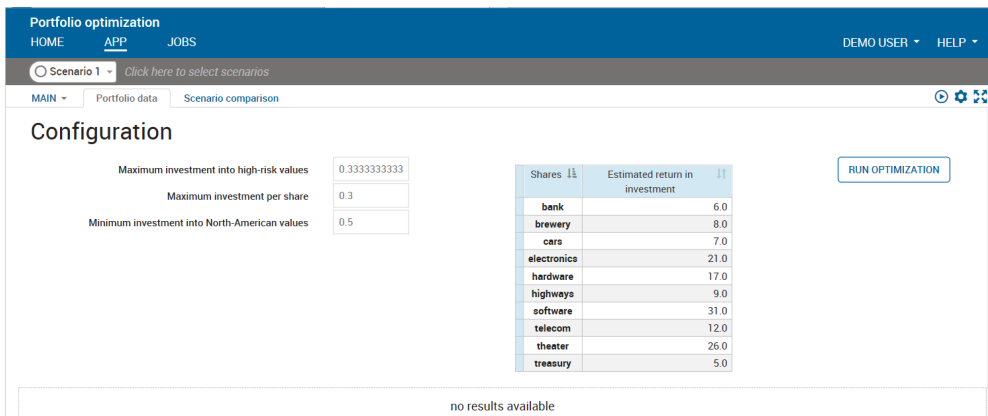 Portfolio optimization
HOME APP JOBS DEMO USER HELP
Scenario 1 Click here to select scenarios
MAIN Portfolio data Scenario comparison
Configuration
Maximum investment into high-risk values 0.3333333333
Maximum investment per share 0.3
Minimum investment into North-American values 0.5
Shares Estimated return in
investment
bank 6.0
brewery 8.0
cars 7.0
electronics 21.0
hardware 17.0
highways 9.0
software 31.0
telecom 12.0
theater 26.0
treasury 5.0
RUN OPTIMIZATION
no results available